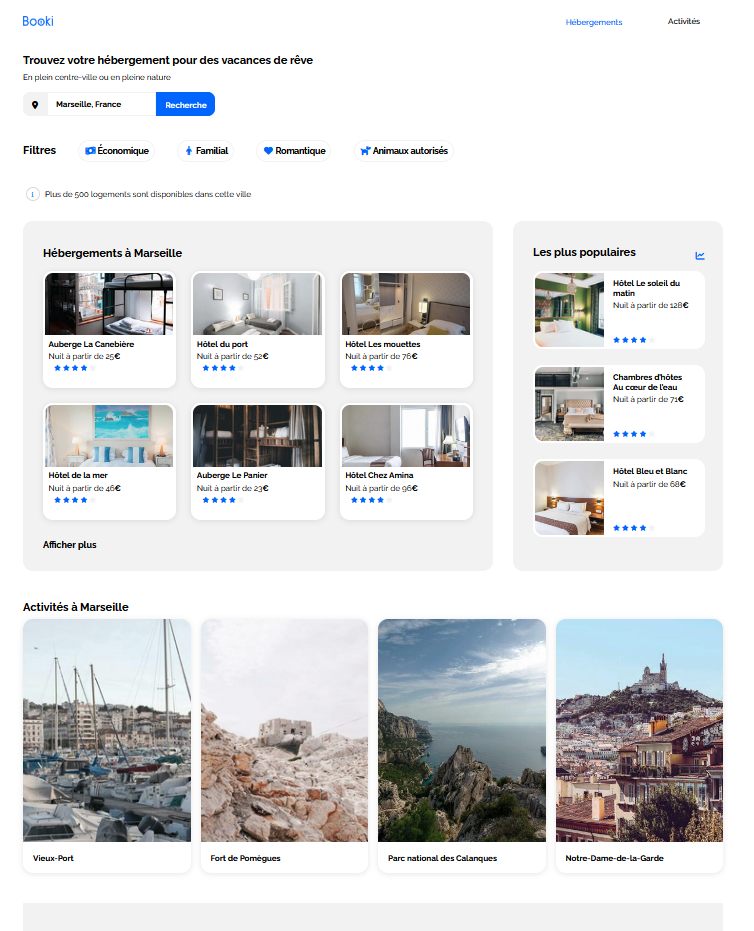 Booki
Hébergements
Activités
Trouvez votre hébergement pour des vacances de rêve
En plein centre-ville ou en pleine nature
Marseille, France
Recherche
Filtres
Économique
Familial
Romantique
Animaux autorisés
i Plus de 500 logements sont disponibles dans cette ville
Hébergements à Marseille
Auberge La Canebière
Nuit à partir de 25€
Hôtel du port
Nuit à partir de 52€
Hôtel Les mouettes
Nuit à partir de 76€
Hôtel de la mer
Nuit à partir de 46€
Auberge Le Panier
Nuit à partir de 23€
Hôtel Chez Amina
Nuit à partir de 96€
Afficher plus
Les plus populaires
Hôtel Le soleil du
matin
Nuit à partir de 128€
Chambres d'hôtes
Au cœur de l'eau
Nuit à partir de 71€
Hôtel Bleu et Blanc
Nuit à partir de 68€
Activités à Marseille
Vieux-Port
Fort de Pomègues
Parc national des Calanques
Notre-Dame-de-la-Garde